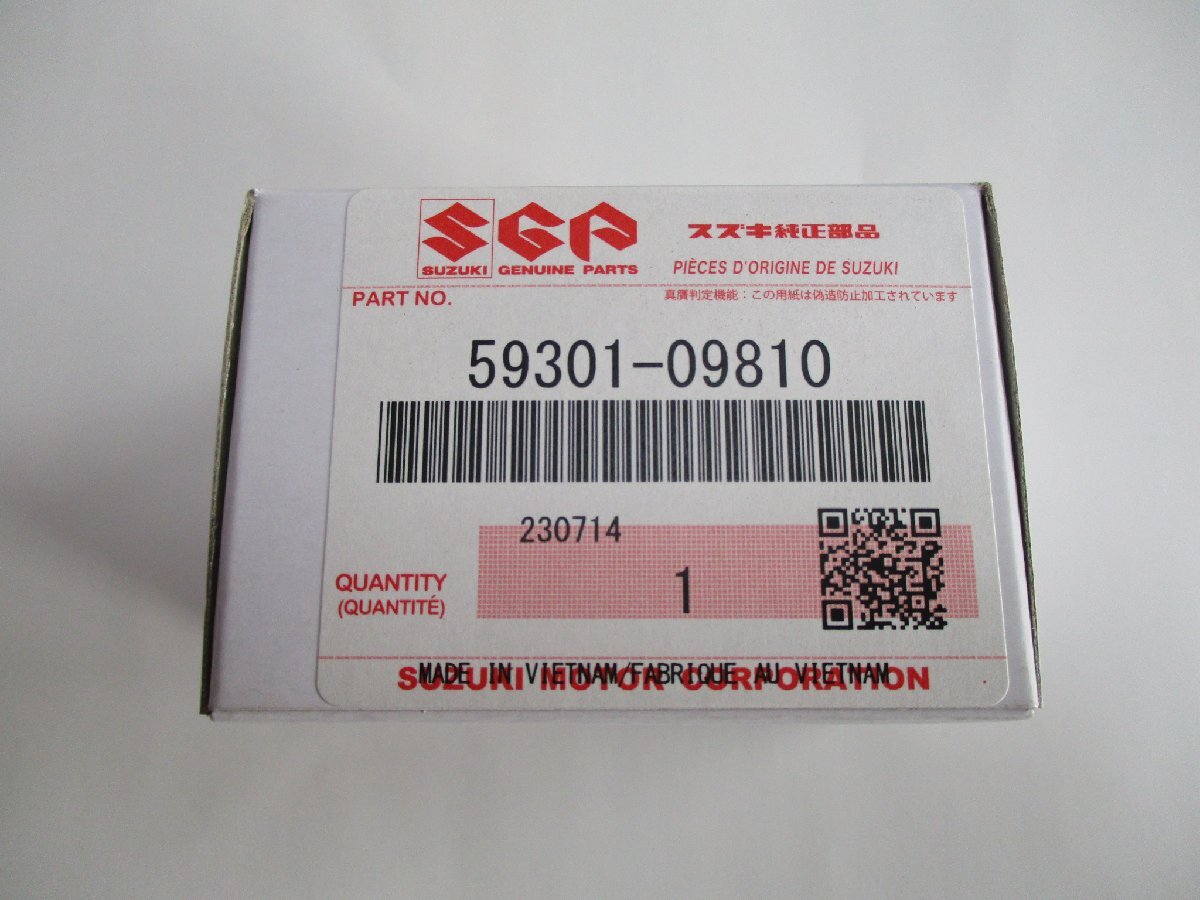 SGP スズキ純正部品
SUZUKI GENUINE PARTS PIÈCES D'ORIGINE DE SUZUKI
PART NO. 真贋判定機能：この用紙は偽造防止加工されています
59301-09810
230714
QUANTITY 1
(QUANTITÉ)
MADE IN VIETNAM/FABRIQUE AU VIETNAM
SUZUKI MOTOR CORPORATION